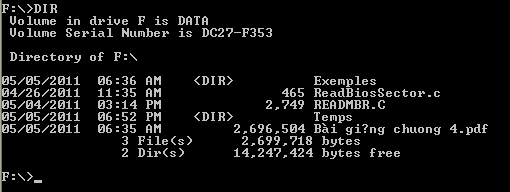 F:\>DIR
Volume in drive F is DATA
Volume Serial Number is DC27-F353
Directory of F:\
05/05/2011 06:36 AM <DIR> Exemples
04/26/2011 11:35 AM 465 ReadBiosSector.c
05/04/2011 03:14 PM 2,749 READMBR.C
05/05/2011 06:52 PM <DIR> Temps
05/05/2011 06:35 AM 2,696,504 Bài gi?ng chuong 4.pdf
3 File(s) 2,699,718 bytes
2 Dir(s) 14,247,424 bytes free
F:\>_